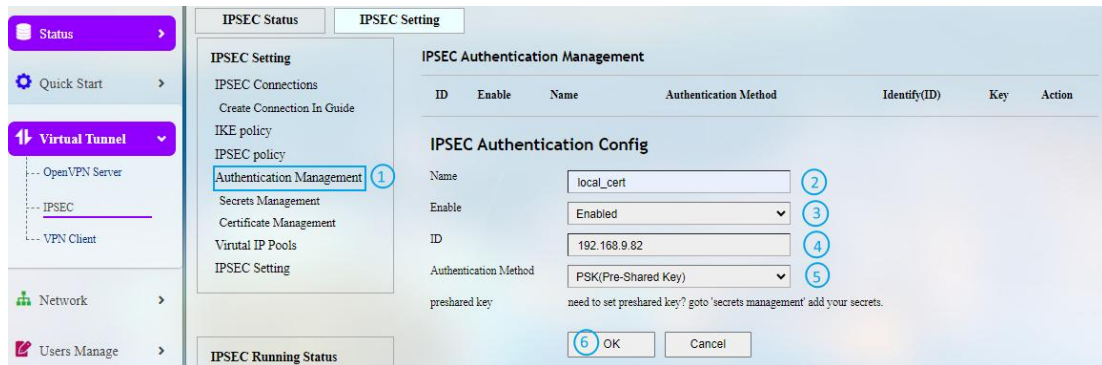 IPSEC Status
IPSEC Setting
Status
Quick Start
Virtual Tunnel
OpenVPN Server
IPSEC
VPN Client
Network
Users Manage
IPSEC Setting
IPSEC Connections
Create Connection In Guide
IKE policy
IPSEC policy
Authentication Management 1
Secrets Management
Certificate Management
Virutal IP Pools
IPSEC Setting
IPSEC Running Status
IPSEC Authentication Management
ID Enable Name Authentication Method Identify(ID) Key Action
IPSEC Authentication Config
Name local_cert 2
Enable Enabled 3
ID 192.168.9.82 4
Authentication Method PSK(Pre-Shared Key) 5
preshared key need to set preshared key? goto 'secrets management' add your secrets.
6 OK Cancel